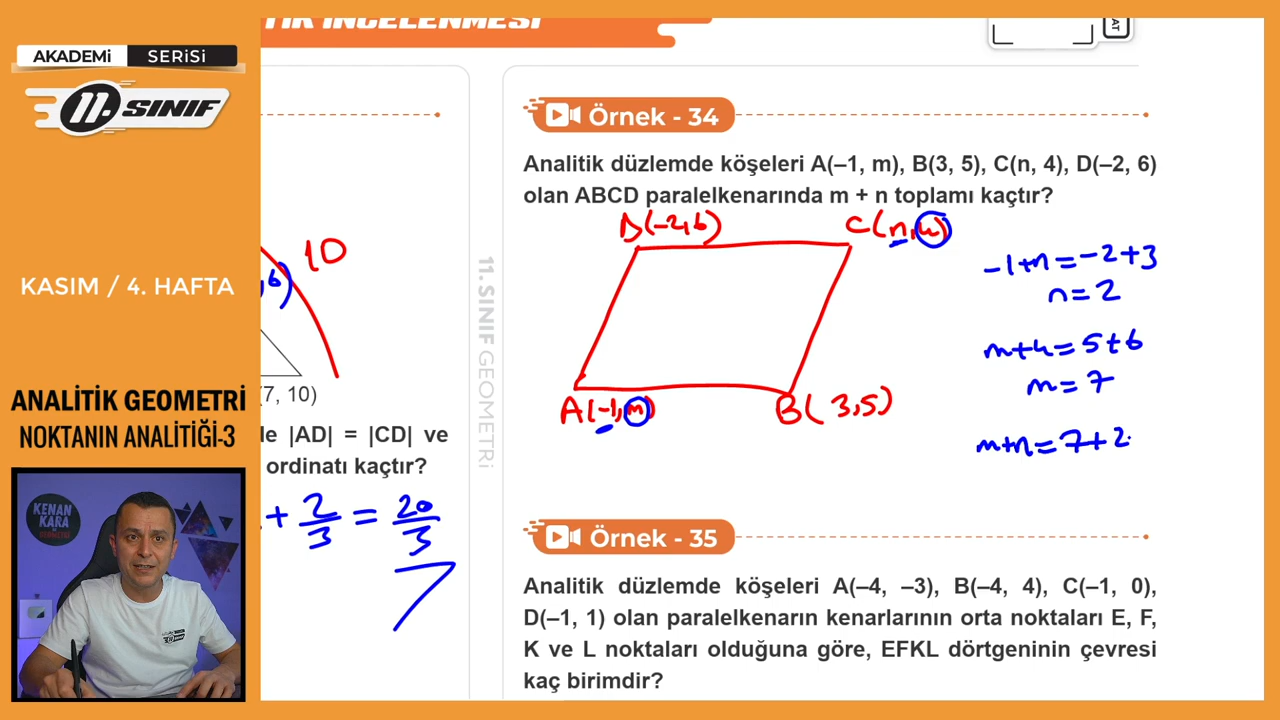 AKADEMİ SERİSİ
11. SINIF
KASIM / 4. HAFTA
ANALİTİK GEOMETRİ
NOKTANIN ANALİTİĞİ-3
KENAN
KARA
İNCELENMESİ
10
(7, 10)
le |AD| = |CD| ve
ordinatı kaçtır?
+ 2/3 = 20/3
11. SINIF GEOMETRİ
Örnek - 34
Analitik düzlemde köşeleri A(–1, m), B(3, 5), C(n, 4), D(–2, 6)
olan ABCD paralelkenarında m + n toplamı kaçtır?
D(-2,6) C(n,4)
A(-1,m) B(3,5)
-1+n=-2+3
n=2
m+4=5+6
m=7
m+n=7+2
Örnek - 35
Analitik düzlemde köşeleri A(–4, –3), B(–4, 4), C(–1, 0),
D(–1, 1) olan paralelkenarın kenarlarının orta noktaları E, F,
K ve L noktaları olduğuna göre, EFKL dörtgeninin çevresi
kaç birimdir?